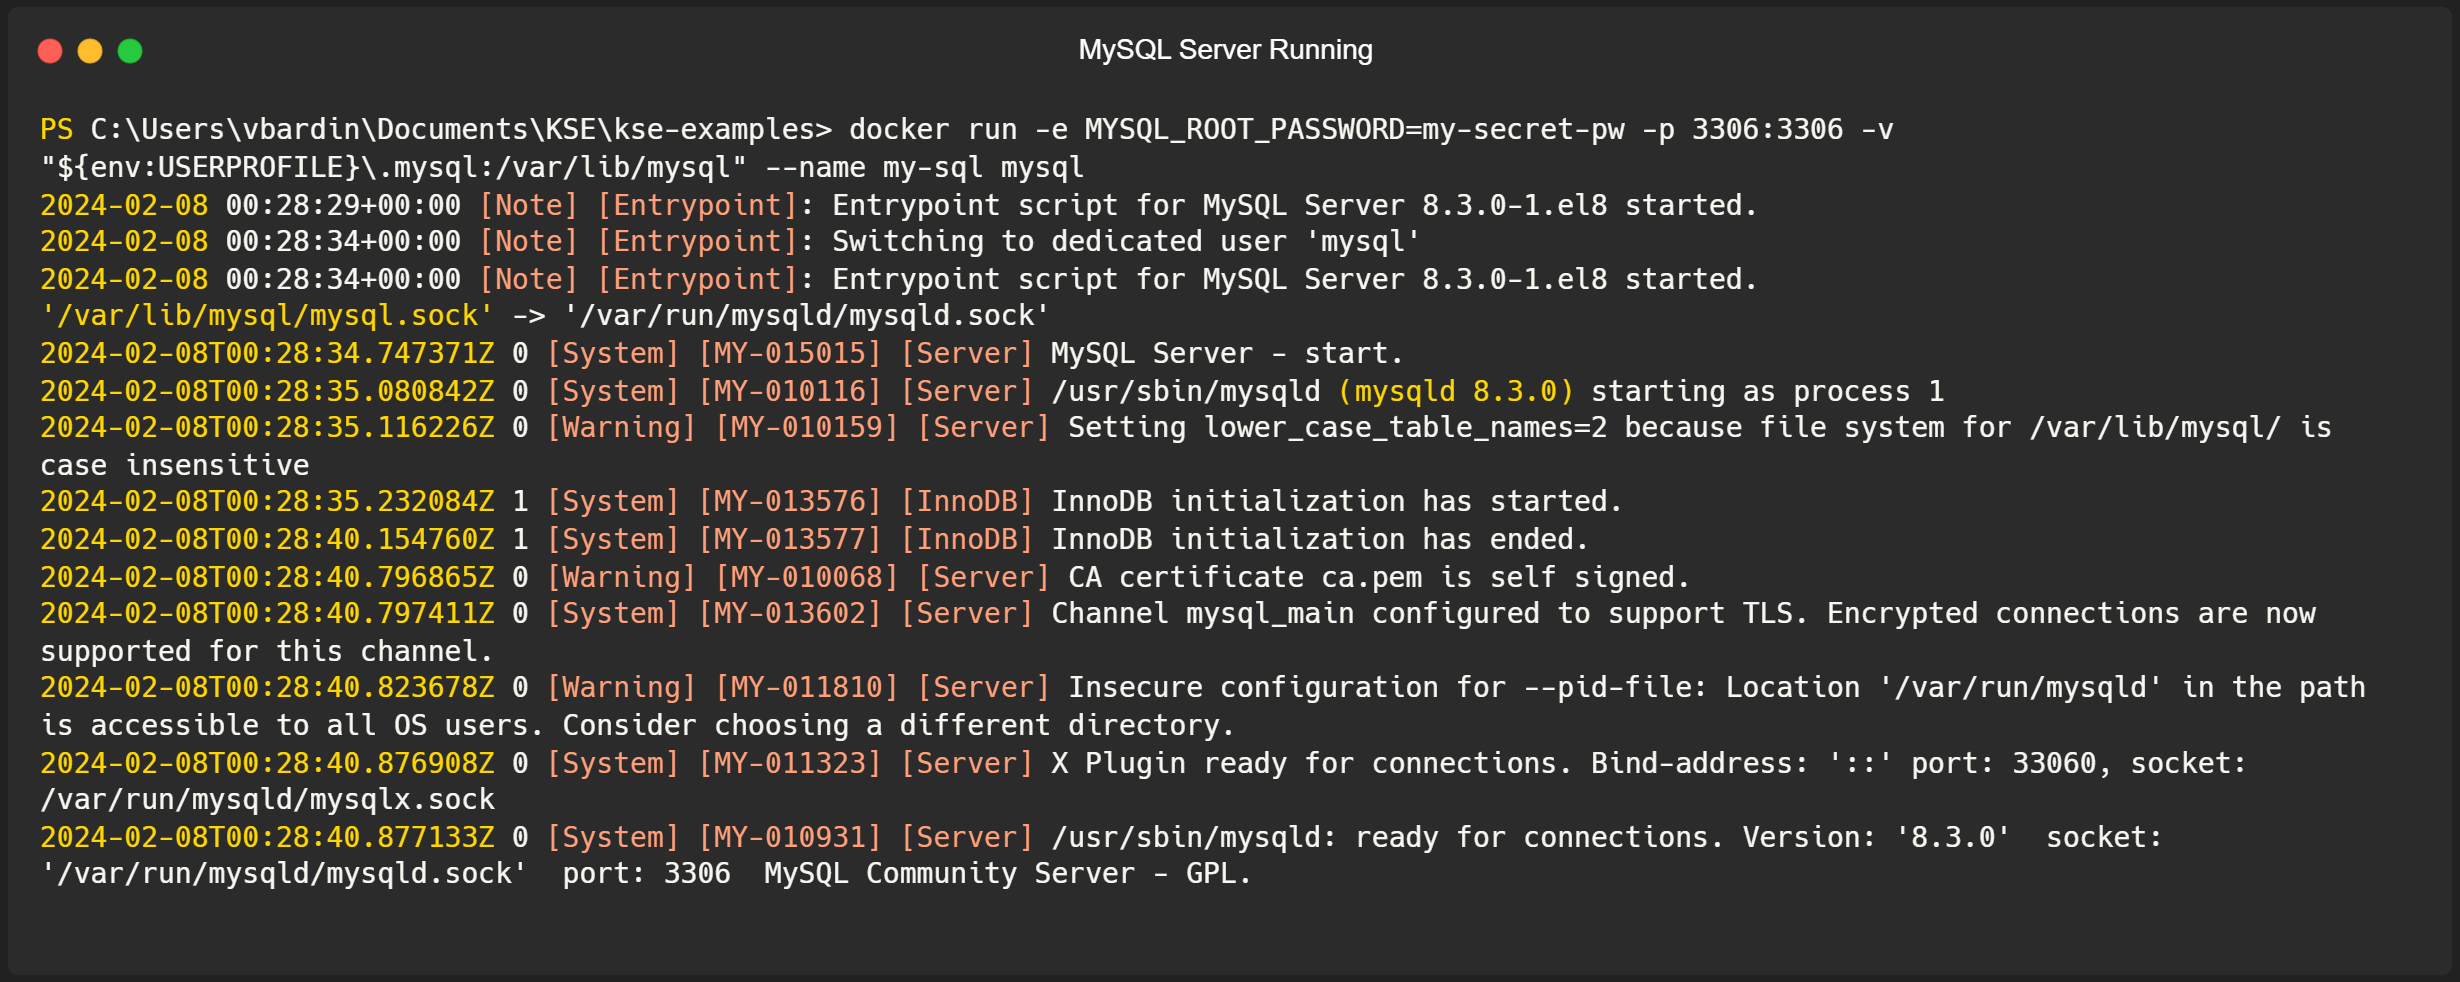 MySQL Server Running
PS C:\Users\vbardin\Documents\KSE\kse-examples> docker run -e MYSQL_ROOT_PASSWORD=my-secret-pw -p 3306:3306 -v
"${env:USERPROFILE}\.mysql:/var/lib/mysql" --name my-sql mysql
2024-02-08 00:28:29+00:00 [Note] [Entrypoint]: Entrypoint script for MySQL Server 8.3.0-1.el8 started.
2024-02-08 00:28:34+00:00 [Note] [Entrypoint]: Switching to dedicated user 'mysql'
2024-02-08 00:28:34+00:00 [Note] [Entrypoint]: Entrypoint script for MySQL Server 8.3.0-1.el8 started.
'/var/lib/mysql/mysql.sock' -> '/var/run/mysqld/mysqld.sock'
2024-02-08T00:28:34.747371Z 0 [System] [MY-015015] [Server] MySQL Server - start.
2024-02-08T00:28:35.080842Z 0 [System] [MY-010116] [Server] /usr/sbin/mysqld (mysqld 8.3.0) starting as process 1
2024-02-08T00:28:35.116226Z 0 [Warning] [MY-010159] [Server] Setting lower_case_table_names=2 because file system for /var/lib/mysql/ is
case insensitive
2024-02-08T00:28:35.232084Z 1 [System] [MY-013576] [InnoDB] InnoDB initialization has started.
2024-02-08T00:28:40.154760Z 1 [System] [MY-013577] [InnoDB] InnoDB initialization has ended.
2024-02-08T00:28:40.796865Z 0 [Warning] [MY-010068] [Server] CA certificate ca.pem is self signed.
2024-02-08T00:28:40.797411Z 0 [System] [MY-013602] [Server] Channel mysql_main configured to support TLS. Encrypted connections are now
supported for this channel.
2024-02-08T00:28:40.823678Z 0 [Warning] [MY-011810] [Server] Insecure configuration for --pid-file: Location '/var/run/mysqld' in the path
is accessible to all OS users. Consider choosing a different directory.
2024-02-08T00:28:40.876908Z 0 [System] [MY-011323] [Server] X Plugin ready for connections. Bind-address: '::' port: 33060, socket:
/var/run/mysqld/mysqlx.sock
2024-02-08T00:28:40.877133Z 0 [System] [MY-010931] [Server] /usr/sbin/mysqld: ready for connections. Version: '8.3.0'  socket:
'/var/run/mysqld/mysqld.sock'  port: 3306  MySQL Community Server - GPL.